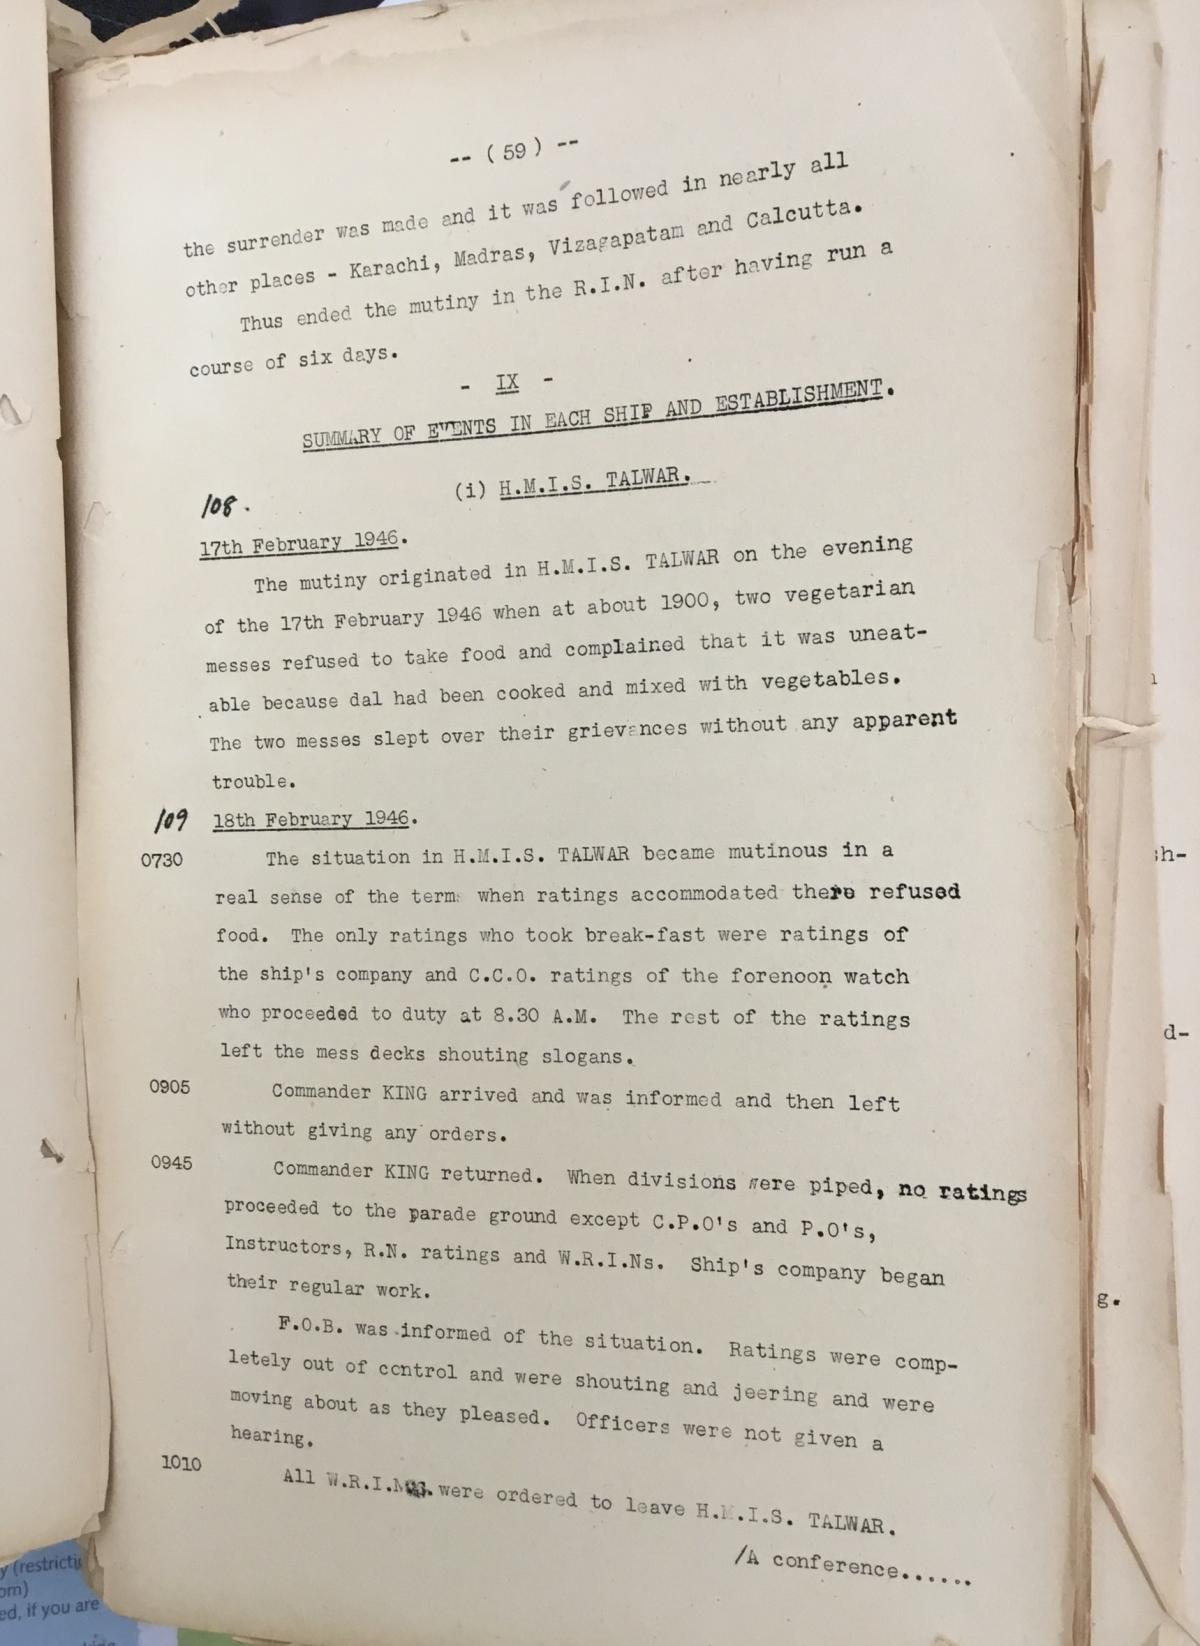 -- ( 59 ) --
the surrender was made and it was followed in nearly all
other places - Karachi, Madras, Vizagapatam and Calcutta.
Thus ended the mutiny in the R.I.N. after having run a
course of six days.
- IX -
SUMMARY OF EVENTS IN EACH SHIP AND ESTABLISHMENT.
(i) H.M.I.S. TALWAR.
108.
17th February 1946.
The mutiny originated in H.M.I.S. TALWAR on the evening
of the 17th February 1946 when at about 1900, two vegetarian
messes refused to take food and complained that it was uneat-
able because dal had been cooked and mixed with vegetables.
The two messes slept over their grievances without any apparent
trouble.
109 18th February 1946.
0730 The situation in H.M.I.S. TALWAR became mutinous in a
real sense of the term when ratings accommodated there refused
food. The only ratings who took break-fast were ratings of
the ship's company and C.C.O. ratings of the forenoon watch
who proceeded to duty at 8.30 A.M. The rest of the ratings
left the mess decks shouting slogans.
0905 Commander KING arrived and was informed and then left
without giving any orders.
0945 Commander KING returned. When divisions were piped, no ratings
proceeded to the parade ground except C.P.O's and P.O's,
Instructors, R.N. ratings and W.R.I.Ns. Ship's company began
their regular work.
F.O.B. was informed of the situation. Ratings were comp-
letely out of control and were shouting and jeering and were
moving about as they pleased. Officers were not given a
hearing.
1010 All were ordered to leave H.M.I.S. TALWAR.
/A conference......
h-
d-
g.
y (restricti
om)
ed, if you are